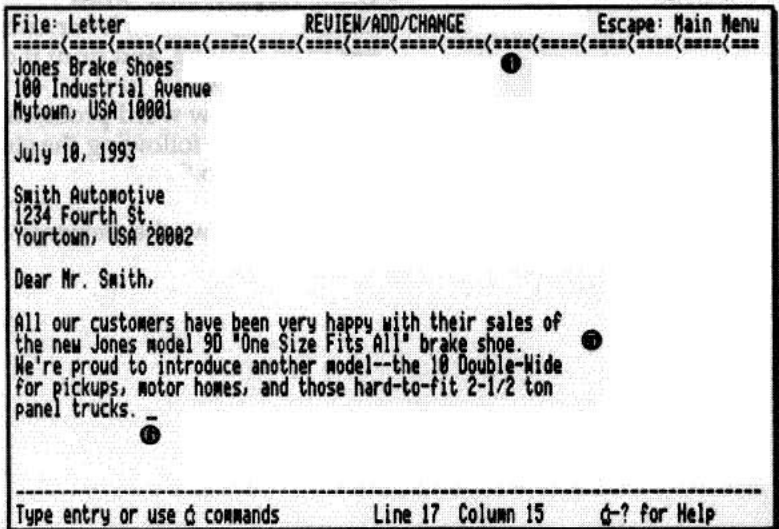 File: Letter REVIEW/ADD/CHANGE Escape: Main Menu
=====<====<====<====<====<====<====<====<====<====<====<====<====<====<====<===
Jones Brake Shoes
100 Industrial Avenue
Mytown, USA 10001
July 10, 1993
Smith Automotive
1234 Fourth St.
Yourtown, USA 20002
Dear Mr. Smith,
All our customers have been very happy with their sales of
the new Jones model 9D "One Size Fits All" brake shoe.
We're proud to introduce another model--the 10 Double-Wide
for pickups, motor homes, and those hard-to-fit 2-1/2 ton
panel trucks. _
Type entry or use commands Line 17 Column 15 -? for Help